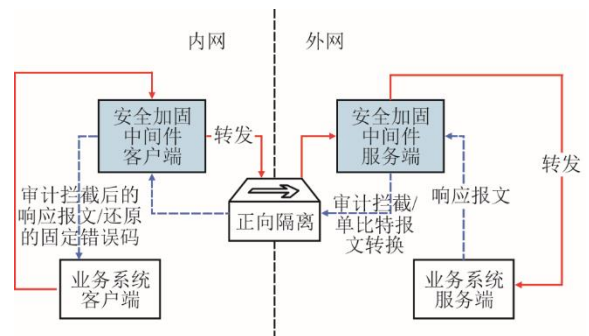 内网
外网
安全加固
中间件
客户端
转发
安全加固
中间件
服务端
转发
审计拦截后的
响应报文/还原
的固定错误码
正向隔离
审计拦截/
单比特报
文转换
响应报文
业务系统
客户端
业务系统
服务端